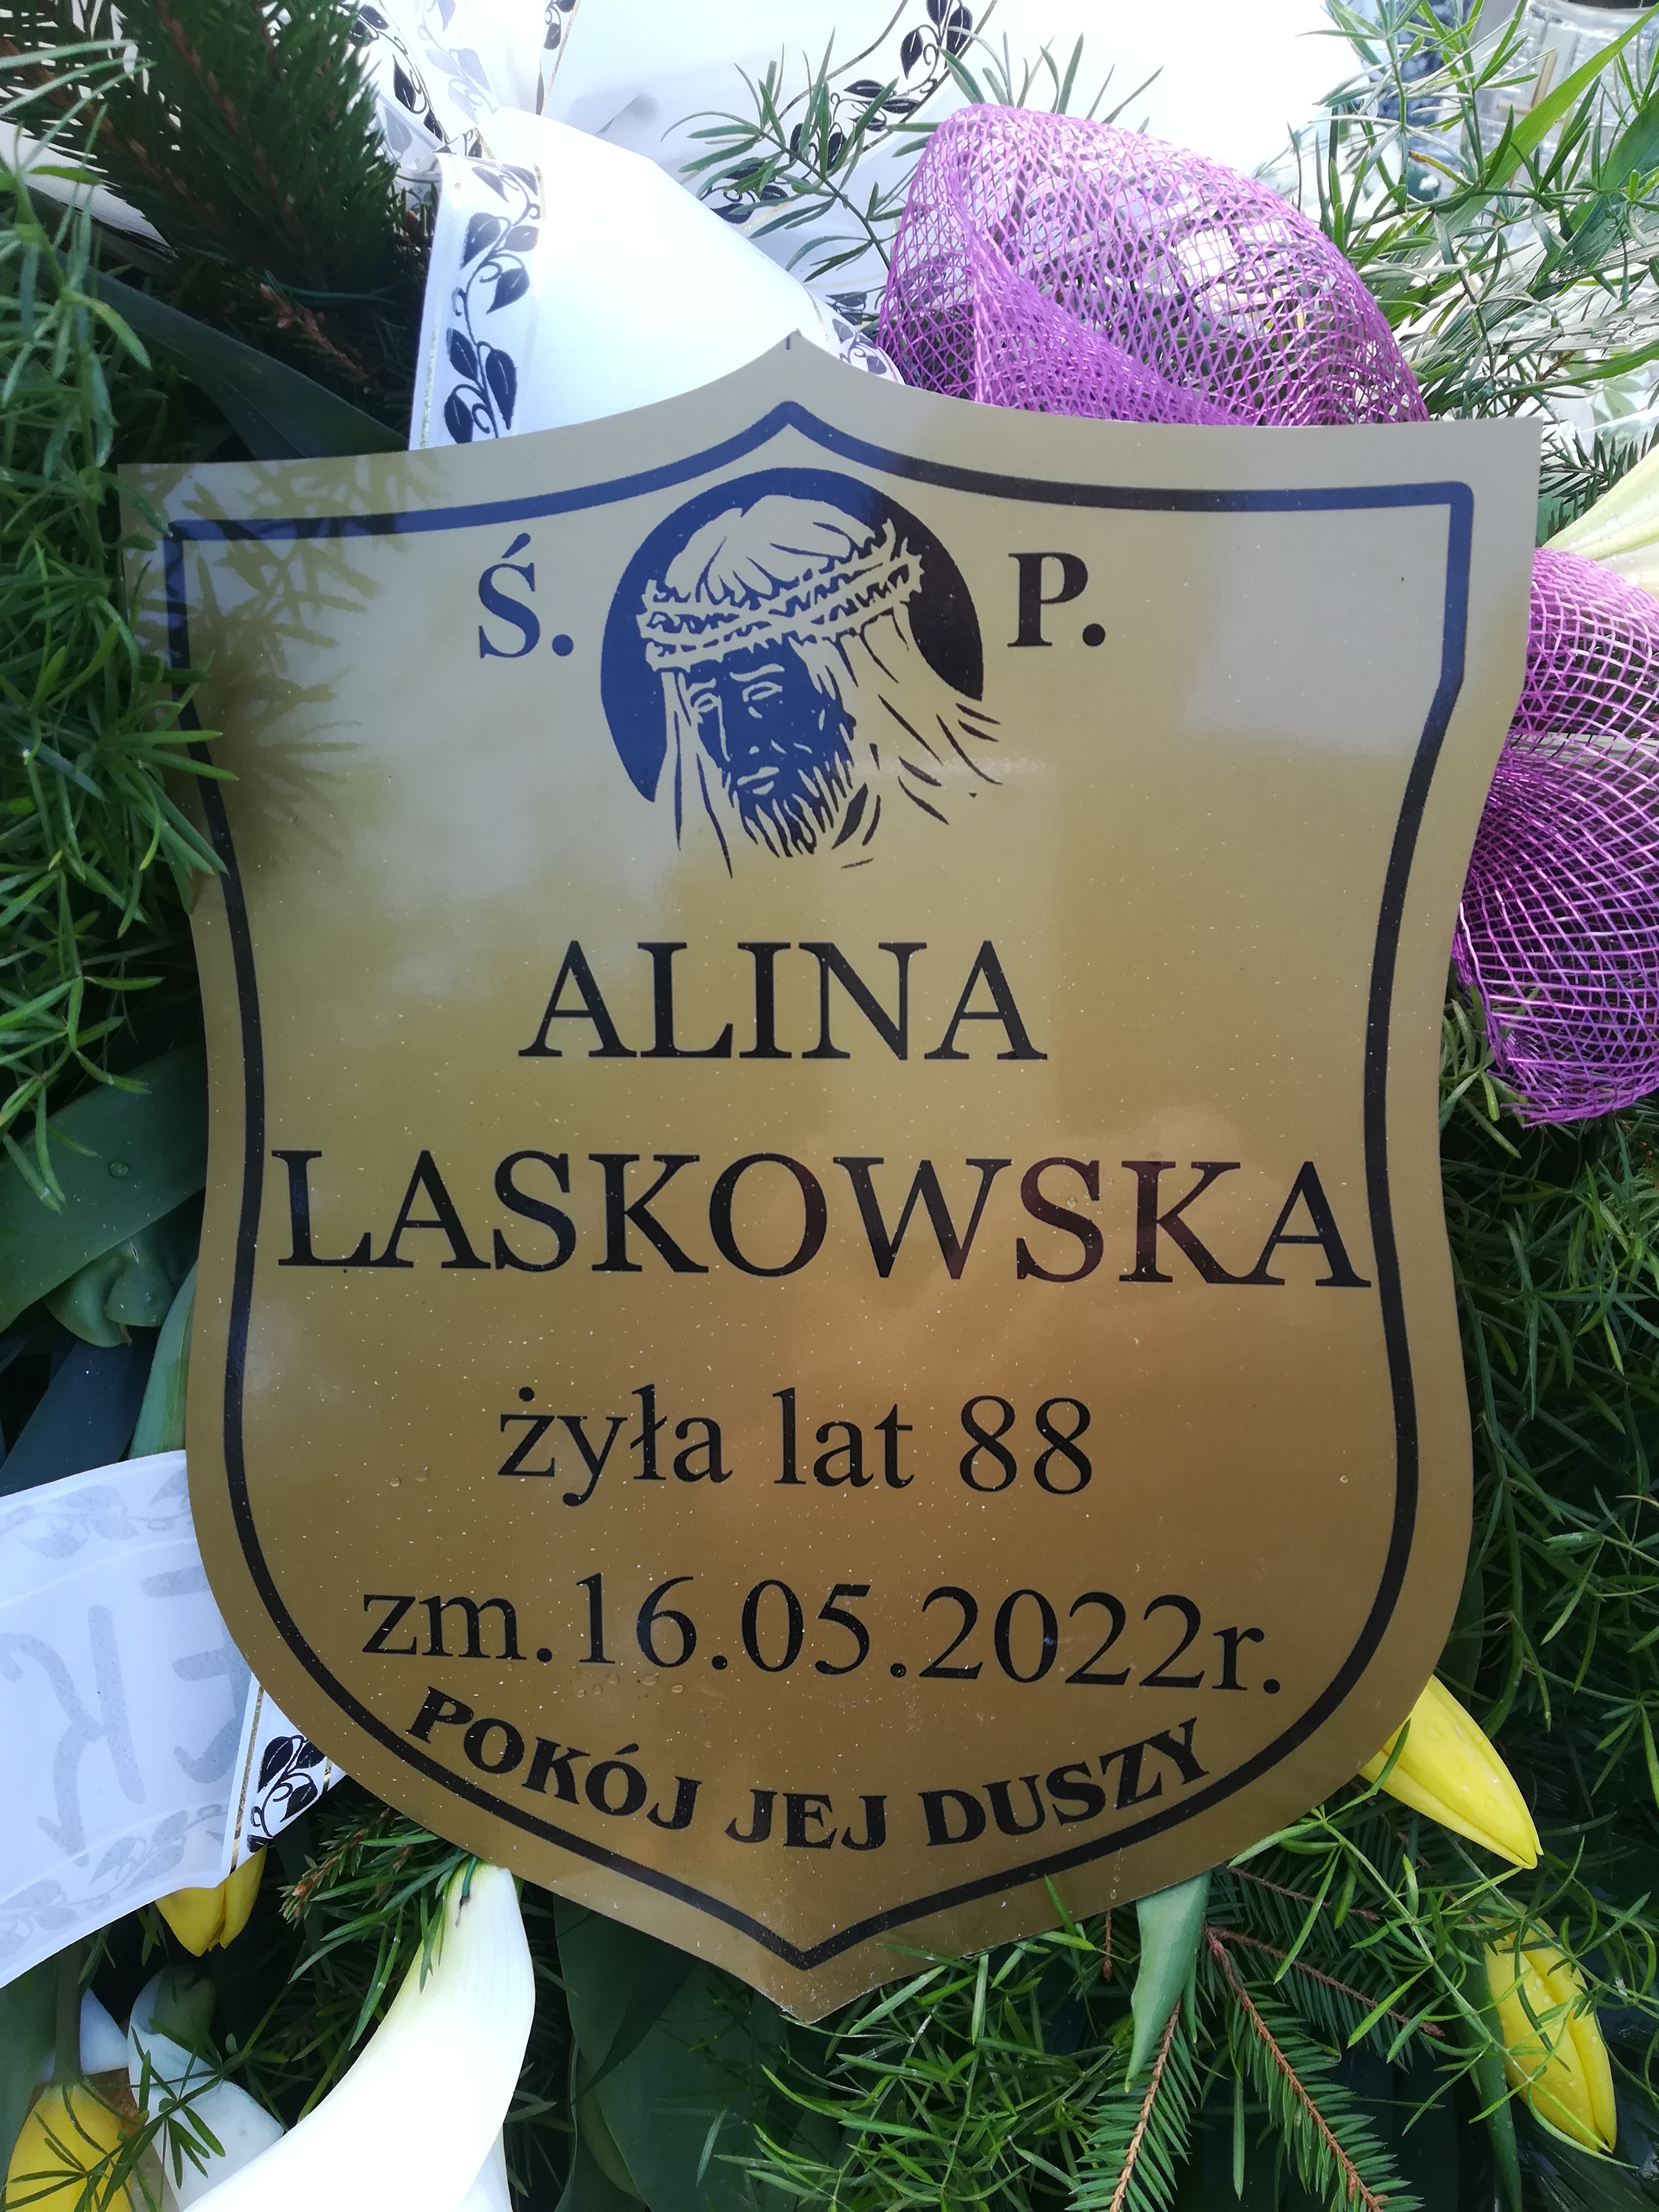 Ś. P.
ALINA
LASKOWSKA
żyła lat 88
zm.16.05.2022r.
POKÓJ JEJ DUSZY